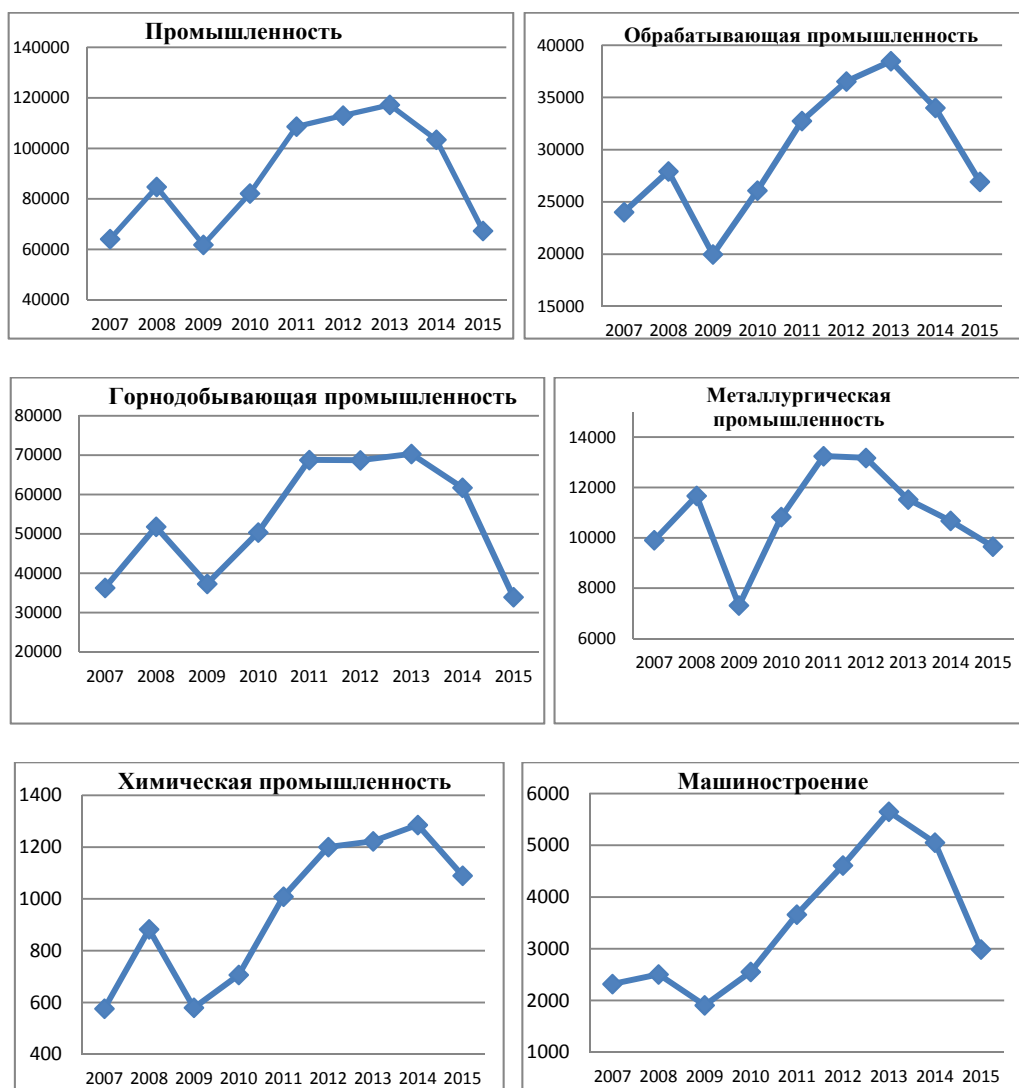 Промышленность
140000
120000
100000
80000
60000
40000
2007 2008 2009 2010 2011 2012 2013 2014 2015
Обрабатывающая промышленность
40000
35000
30000
25000
20000
15000
2007 2008 2009 2010 2011 2012 2013 2014 2015
Горнодобывающая промышленность
80000
70000
60000
50000
40000
30000
20000
2007 2008 2009 2010 2011 2012 2013 2014 2015
Металлургическая
промышленность
14000
12000
10000
8000
6000
2007 2008 2009 2010 2011 2012 2013 2014 2015
Химическая промышленность
1400
1200
1000
800
600
400
2007 2008 2009 2010 2011 2012 2013 2014 2015
Машиностроение
6000
5000
4000
3000
2000
1000
2007 2008 2009 2010 2011 2012 2013 2014 2015